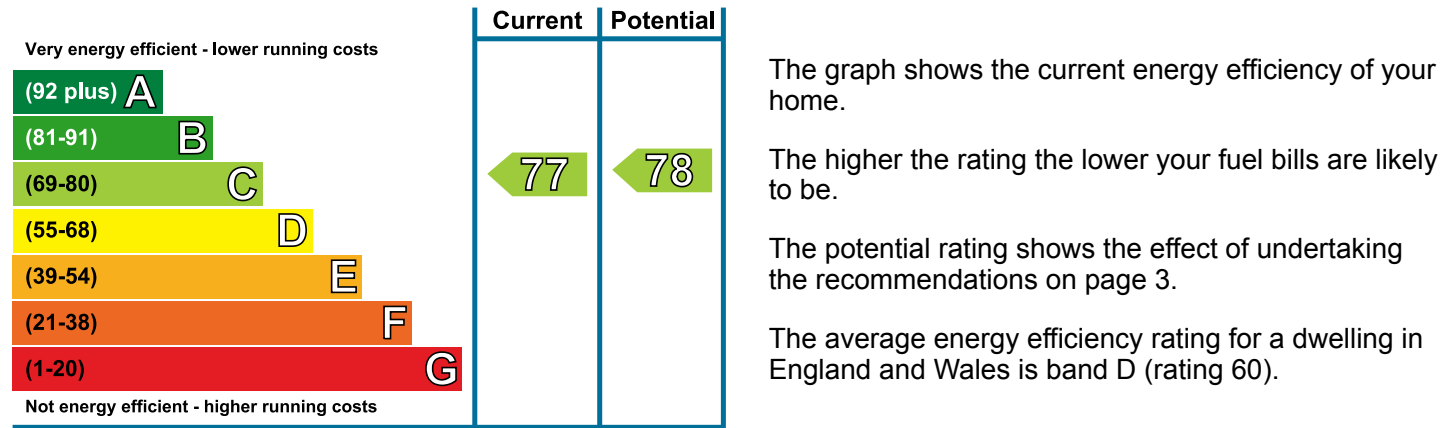 Current Potential
Very energy efficient - lower running costs
(92 plus) A
(81-91) B
(69-80) C
77 78
(55-68) D
(39-54) E
(21-38) F
(1-20) G
Not energy efficient - higher running costs
The graph shows the current energy efficiency of your
home.
The higher the rating the lower your fuel bills are likely
to be.
The potential rating shows the effect of undertaking
the recommendations on page 3.
The average energy efficiency rating for a dwelling in
England and Wales is band D (rating 60).